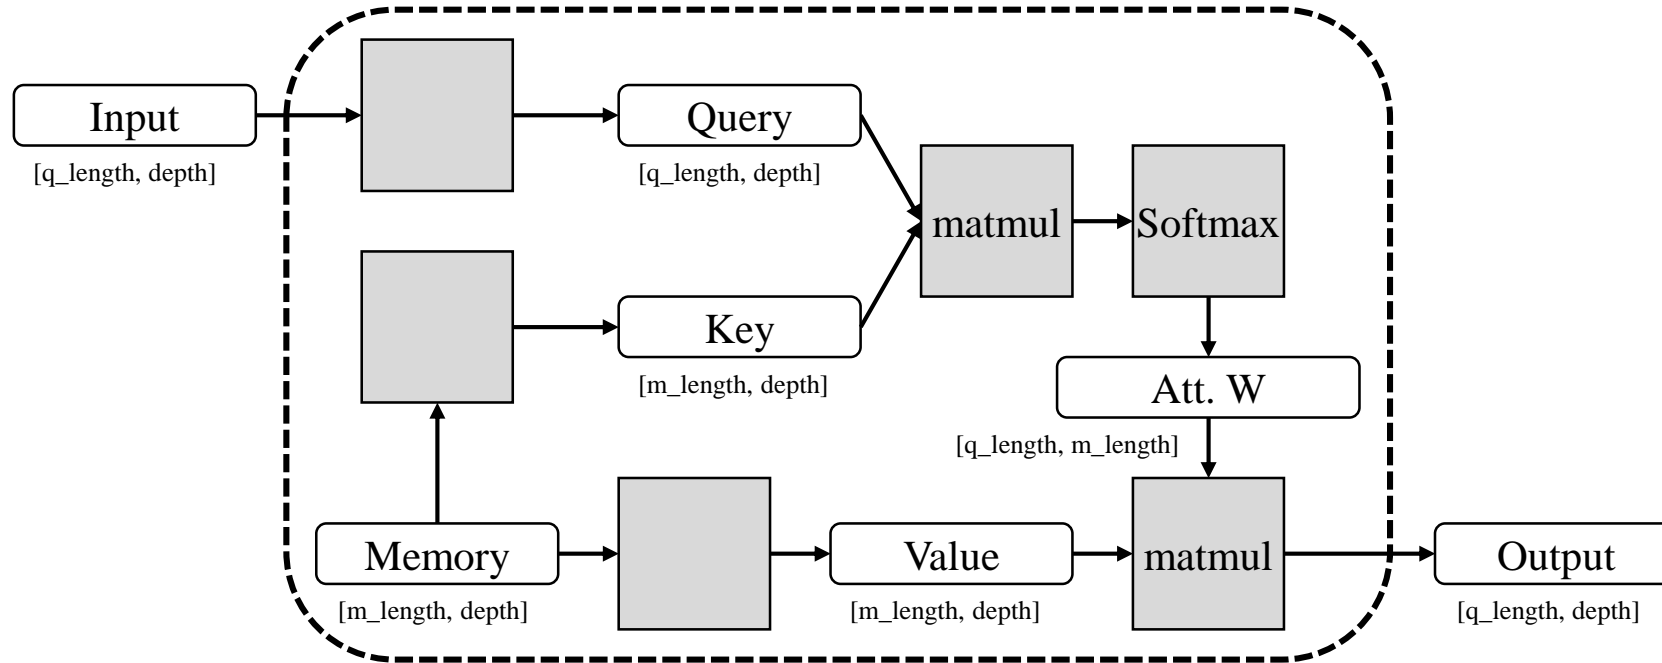 Input
[q_length, depth]
Query
[q_length, depth]
matmul
Softmax
Key
[m_length, depth]
Att. W
[q_length, m_length]
Memory
[m_length, depth]
Value
[m_length, depth]
matmul
Output
[q_length, depth]